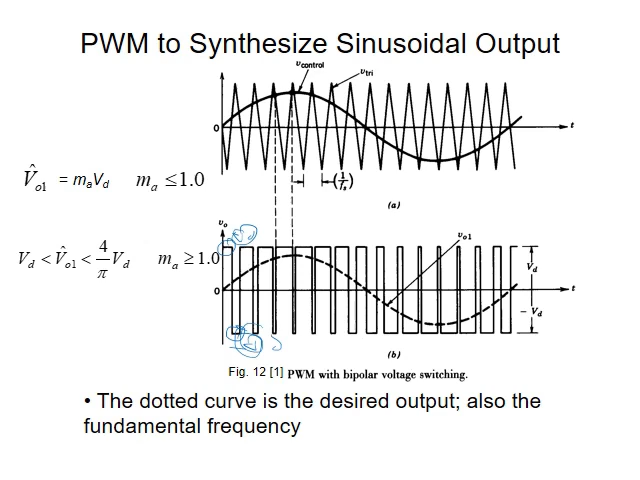 PWM to Synthesize Sinusoidal Output
v_control
v_tri
0
t
V̂_o1 = m_aV_d m_a ≤ 1.0
(1/f_s)
(a)
v_o
v_o1
V_d < V̂_o1 < 4/π V_d m_a ≥ 1.0
V_d
0
t
− V_d
(b)
Fig. 12 [1] PWM with bipolar voltage switching.
• The dotted curve is the desired output; also the
fundamental frequency